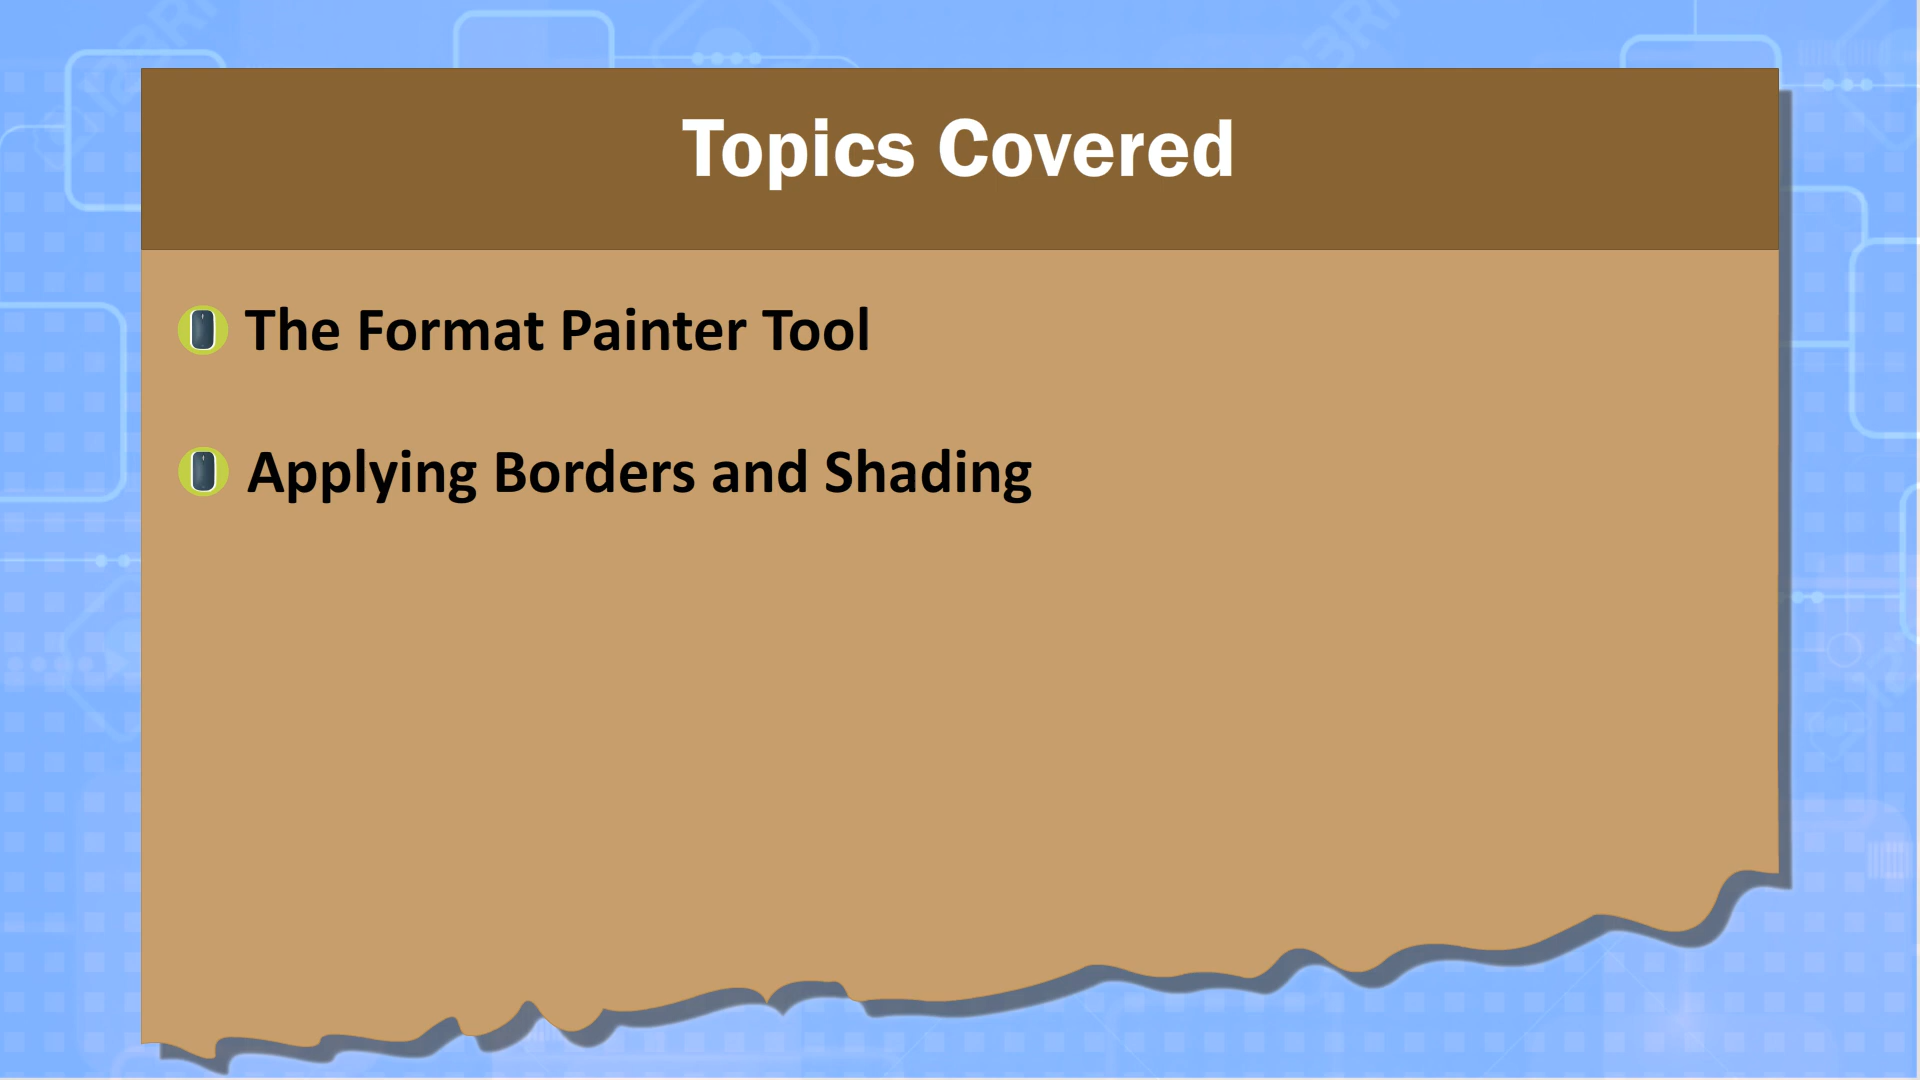 Topics Covered
The Format Painter Tool
Applying Borders and Shading